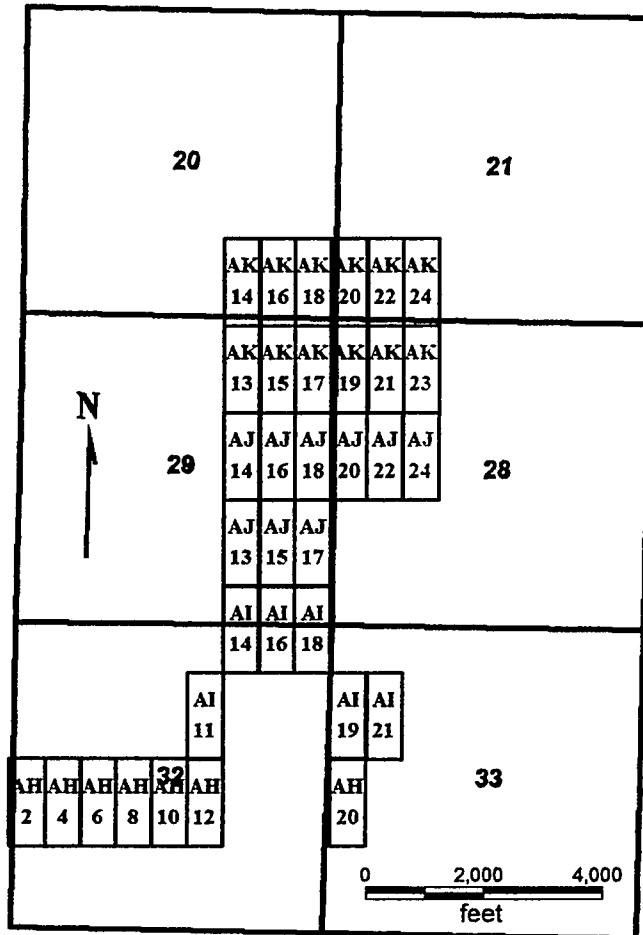 20 21
AK AK AK AK AK AK
14 16 18 20 22 24
AK AK AK AK AK AK
13 15 17 19 21 23
N
AJ AJ AJ AJ AJ AJ
29 14 16 18 20 22 24 28
AJ AJ AJ
13 15 17
AI AI AI
14 16 18
AI AI AI
11 19 21
32 33
AH AH AH AH AH AH AH
2 4 6 8 10 12 20
0 2,000 4,000
feet